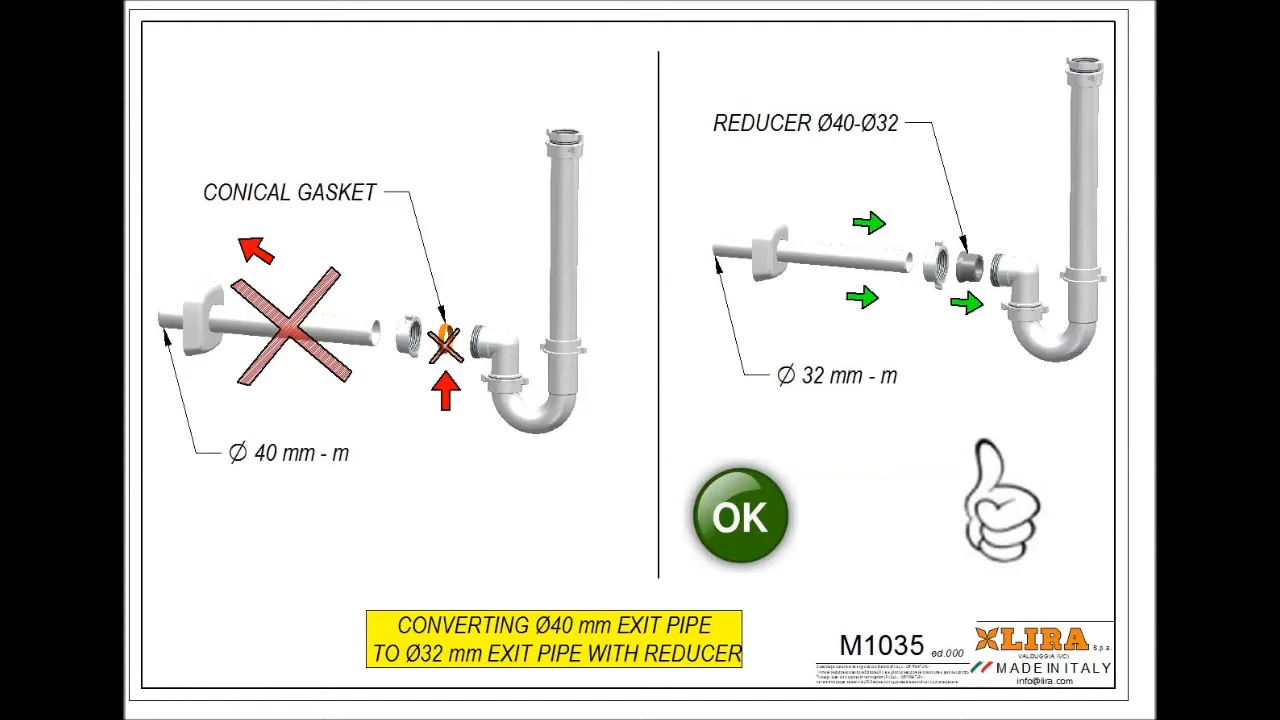 CONICAL GASKET
Ø 40 mm - m
REDUCER Ø40-Ø32
Ø 32 mm - m
OK
CONVERTING Ø40 mm EXIT PIPE
TO Ø32 mm EXIT PIPE WITH REDUCER
M1035 ed.000
LIRA S.p.a.
VALDUGGIA (VC)
MADE IN ITALY
info@lira.com